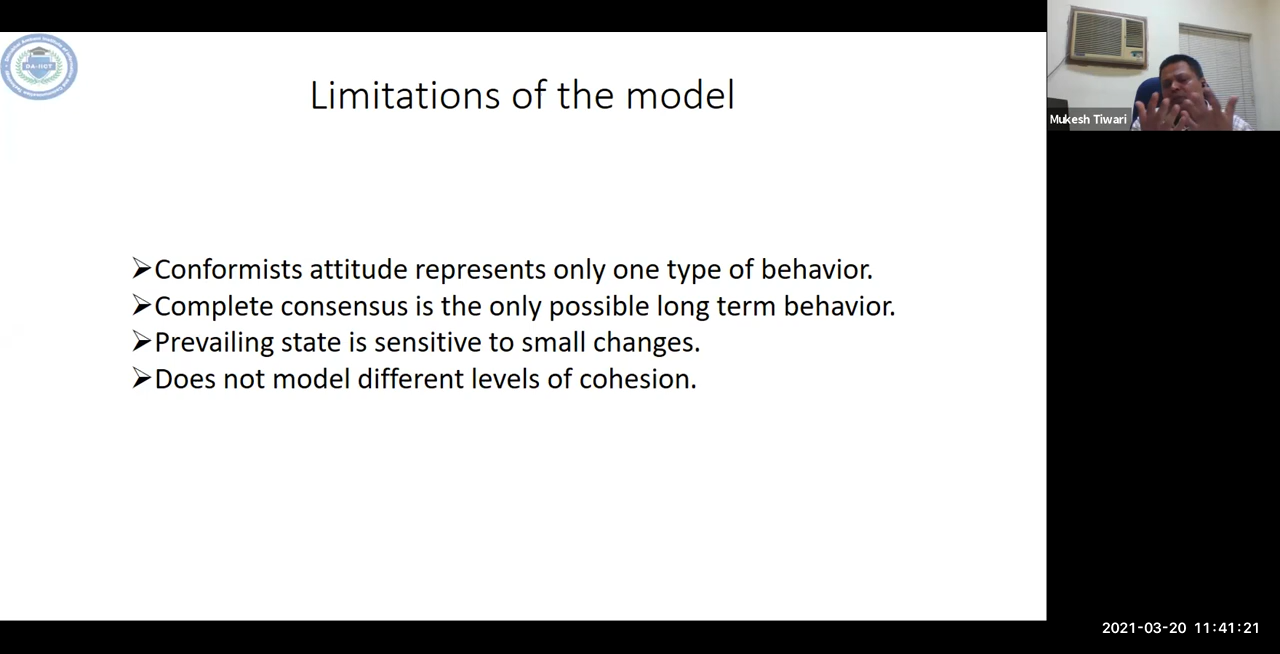 Limitations of the model
➢Conformists attitude represents only one type of behavior.
➢Complete consensus is the only possible long term behavior.
➢Prevailing state is sensitive to small changes.
➢Does not model different levels of cohesion.
DA-IICT
Mukesh Tiwari
2021-03-20 11:41:21